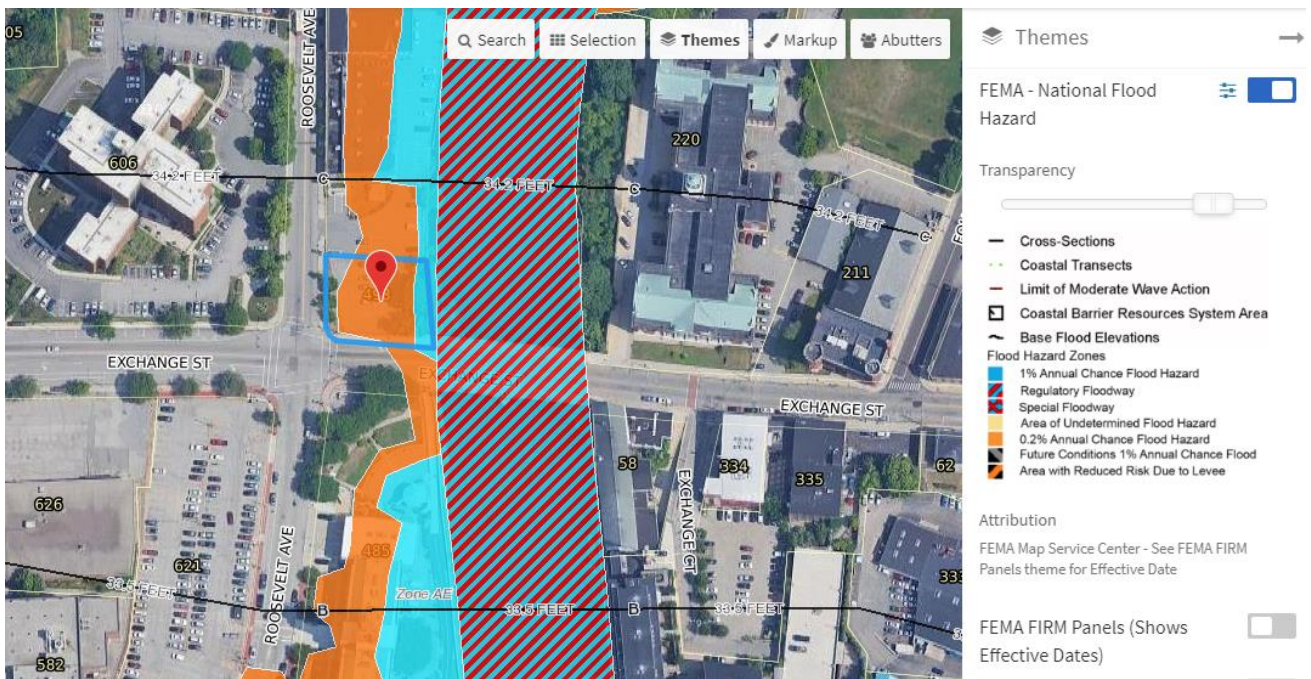 05
ROOSEVELT AVE
Search
Selection
Themes
Markup
Abutters
606
34.2 FEET
C
34.2 FEET
C
34.2 FEET
C
220
211
EXCHANGE ST
EXCHANGE ST
EXCHANGE ST
58
334
335
62
EXCHANGE CT
626
621
ROOSEVELT AVE
485
Zone AE
33.5 FEET
B
33.5 FEET
B
33.5 FEET
582
Themes
FEMA - National Flood
Hazard
Transparency
Cross-Sections
Coastal Transects
Limit of Moderate Wave Action
Coastal Barrier Resources System Area
Base Flood Elevations
Flood Hazard Zones
1% Annual Chance Flood Hazard
Regulatory Floodway
Special Floodway
Area of Undetermined Flood Hazard
0.2% Annual Chance Flood Hazard
Future Conditions 1% Annual Chance Flood
Area with Reduced Risk Due to Levee
Attribution
FEMA Map Service Center - See FEMA FIRM
Panels theme for Effective Date
FEMA FIRM Panels (Shows
Effective Dates)